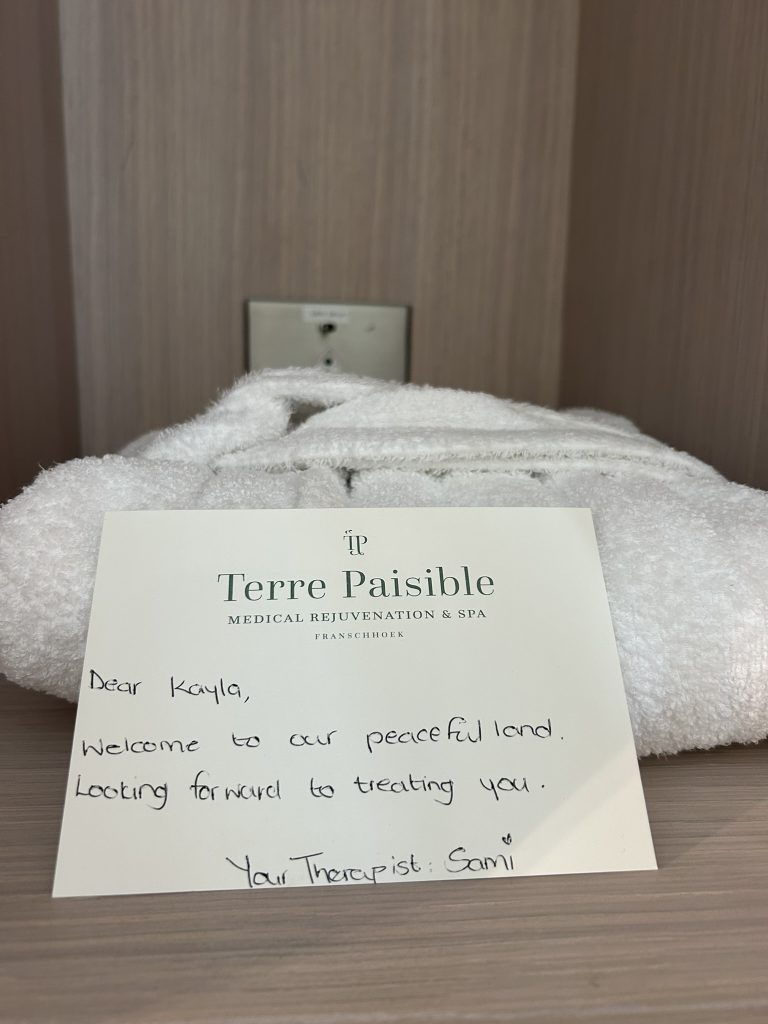 TP
Terre Paisible
MEDICAL REJUVENATION & SPA
FRANSCHHOEK
Dear Kayla,
Welcome to our peaceful land.
Looking forward to treating you.
Your Therapist: Sami